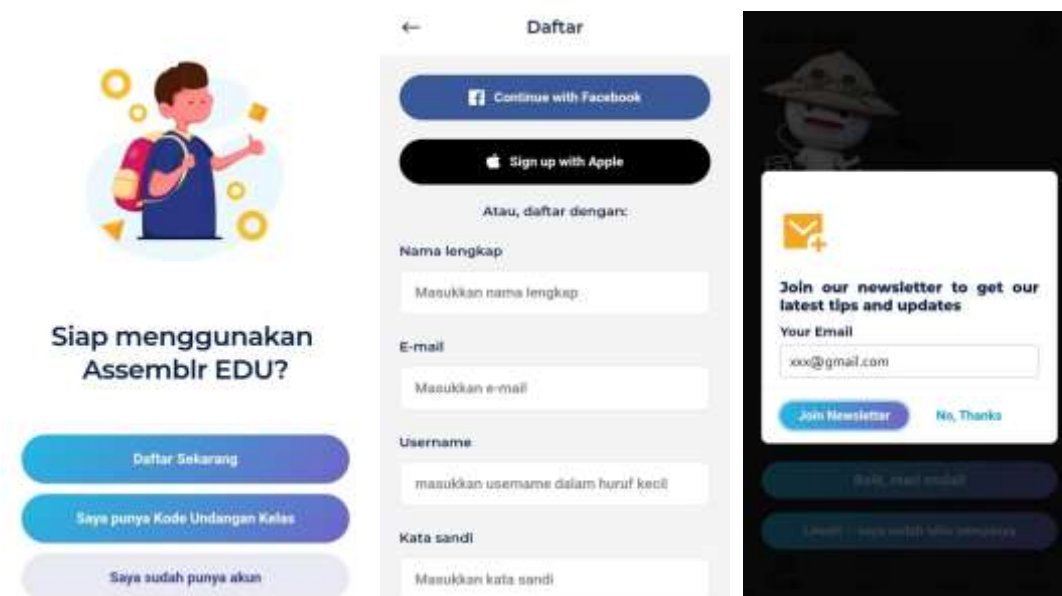 Siap menggunakan
Assemblr EDU?
Daftar Sekarang
Saya punya Kode Undangan Kelas
Saya sudah punya akun
← Daftar
Continue with Facebook
Sign up with Apple
Atau, daftar dengan:
Nama lengkap
Masukkan nama lengkap
E-mail
Masukkan e-mail
Username
masukkan username dalam huruf kecil
Kata sandi
Masukkan kata sandi
Join our newsletter to get our
latest tips and updates
Your Email
xxx@gmail.com
Join Newsletter No, Thanks